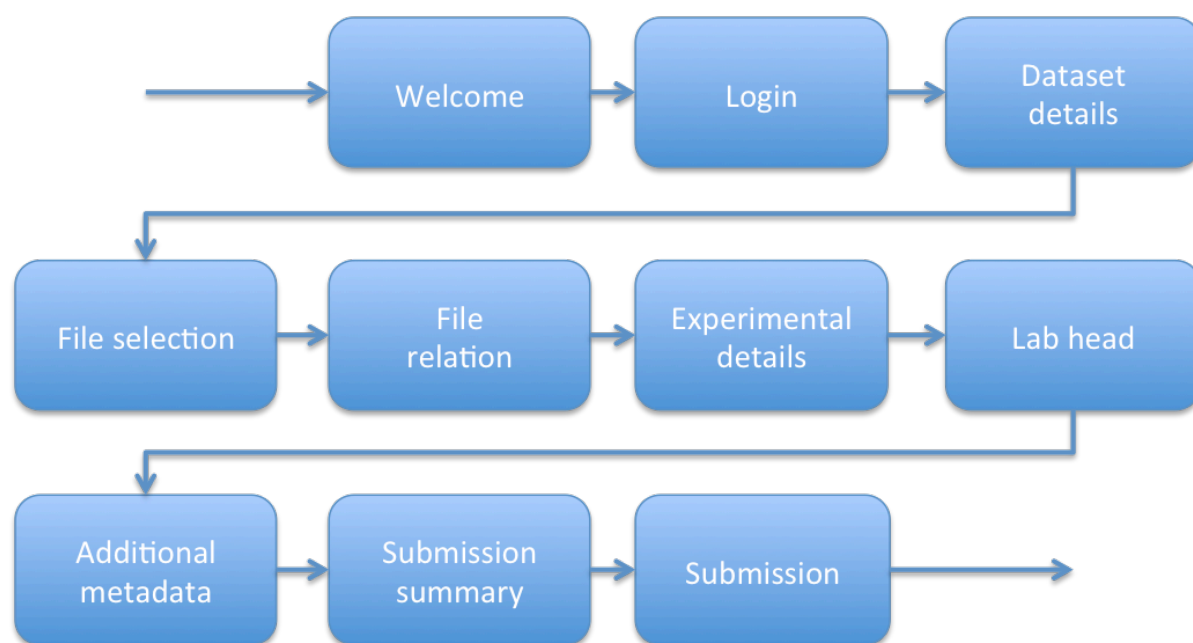 Welcome
Login
Dataset
details
File selection
File
relation
Experimental
details
Lab head
Additional
metadata
Submission
summary
Submission